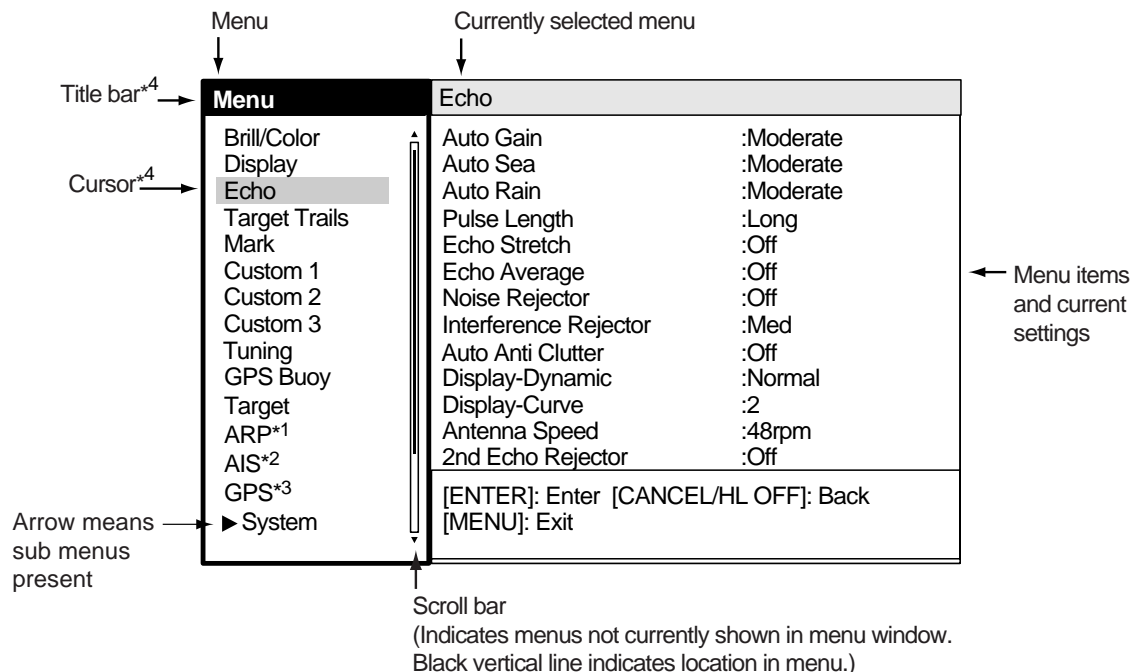 Menu
Currently selected menu
Title bar*4
Menu
Echo
Cursor*4
Brill/Color
Display
Echo
Target Trails
Mark
Custom 1
Custom 2
Custom 3
Tuning
GPS Buoy
Target
ARP*1
AIS*2
GPS*3
▶ System
Auto Gain :Moderate
Auto Sea :Moderate
Auto Rain :Moderate
Pulse Length :Long
Echo Stretch :Off
Echo Average :Off
Noise Rejector :Off
Interference Rejector :Med
Auto Anti Clutter :Off
Display-Dynamic :Normal
Display-Curve :2
Antenna Speed :48rpm
2nd Echo Rejector :Off
[ENTER]: Enter [CANCEL/HL OFF]: Back
[MENU]: Exit
Menu items
and current
settings
Arrow means
sub menus
present
Scroll bar
(Indicates menus not currently shown in menu window.
Black vertical line indicates location in menu.)